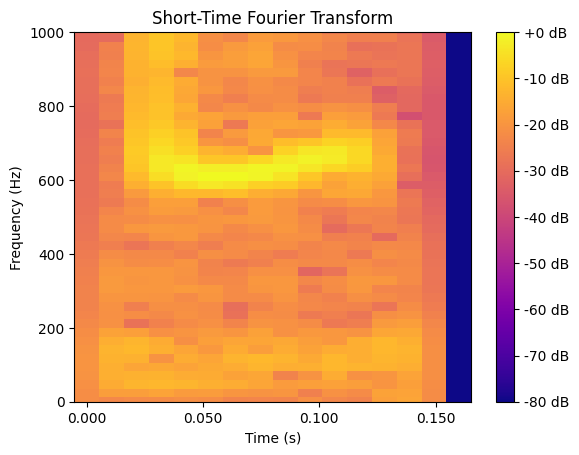 Short-Time Fourier Transform
1000
800
600
400
200
0
Frequency (Hz)
0.000
0.050
0.100
0.150
Time (s)
+0 dB
-10 dB
-20 dB
-30 dB
-40 dB
-50 dB
-60 dB
-70 dB
-80 dB